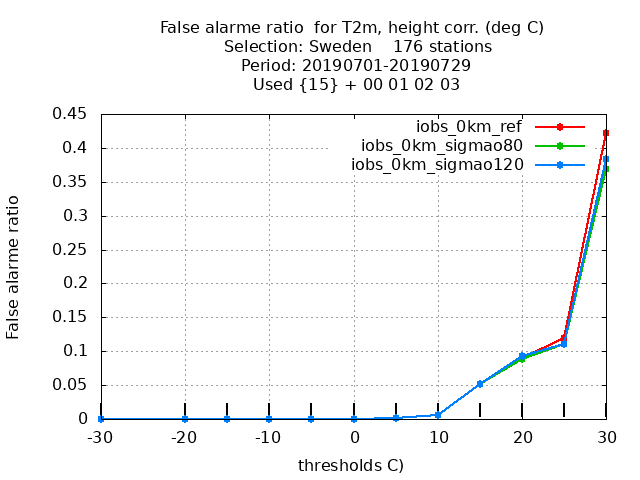 False alarme ratio  for T2m, height corr. (deg C)
Selection: Sweden    176 stations
Period: 20190701-20190729
Used {15} + 00 01 02 03
iobs_0km_ref
iobs_0km_sigmao80
iobs_0km_sigmao120
False alarme ratio
0.45
0.4
0.35
0.3
0.25
0.2
0.15
0.1
0.05
0
-30 -20 -10 0 10 20 30
thresholds C)